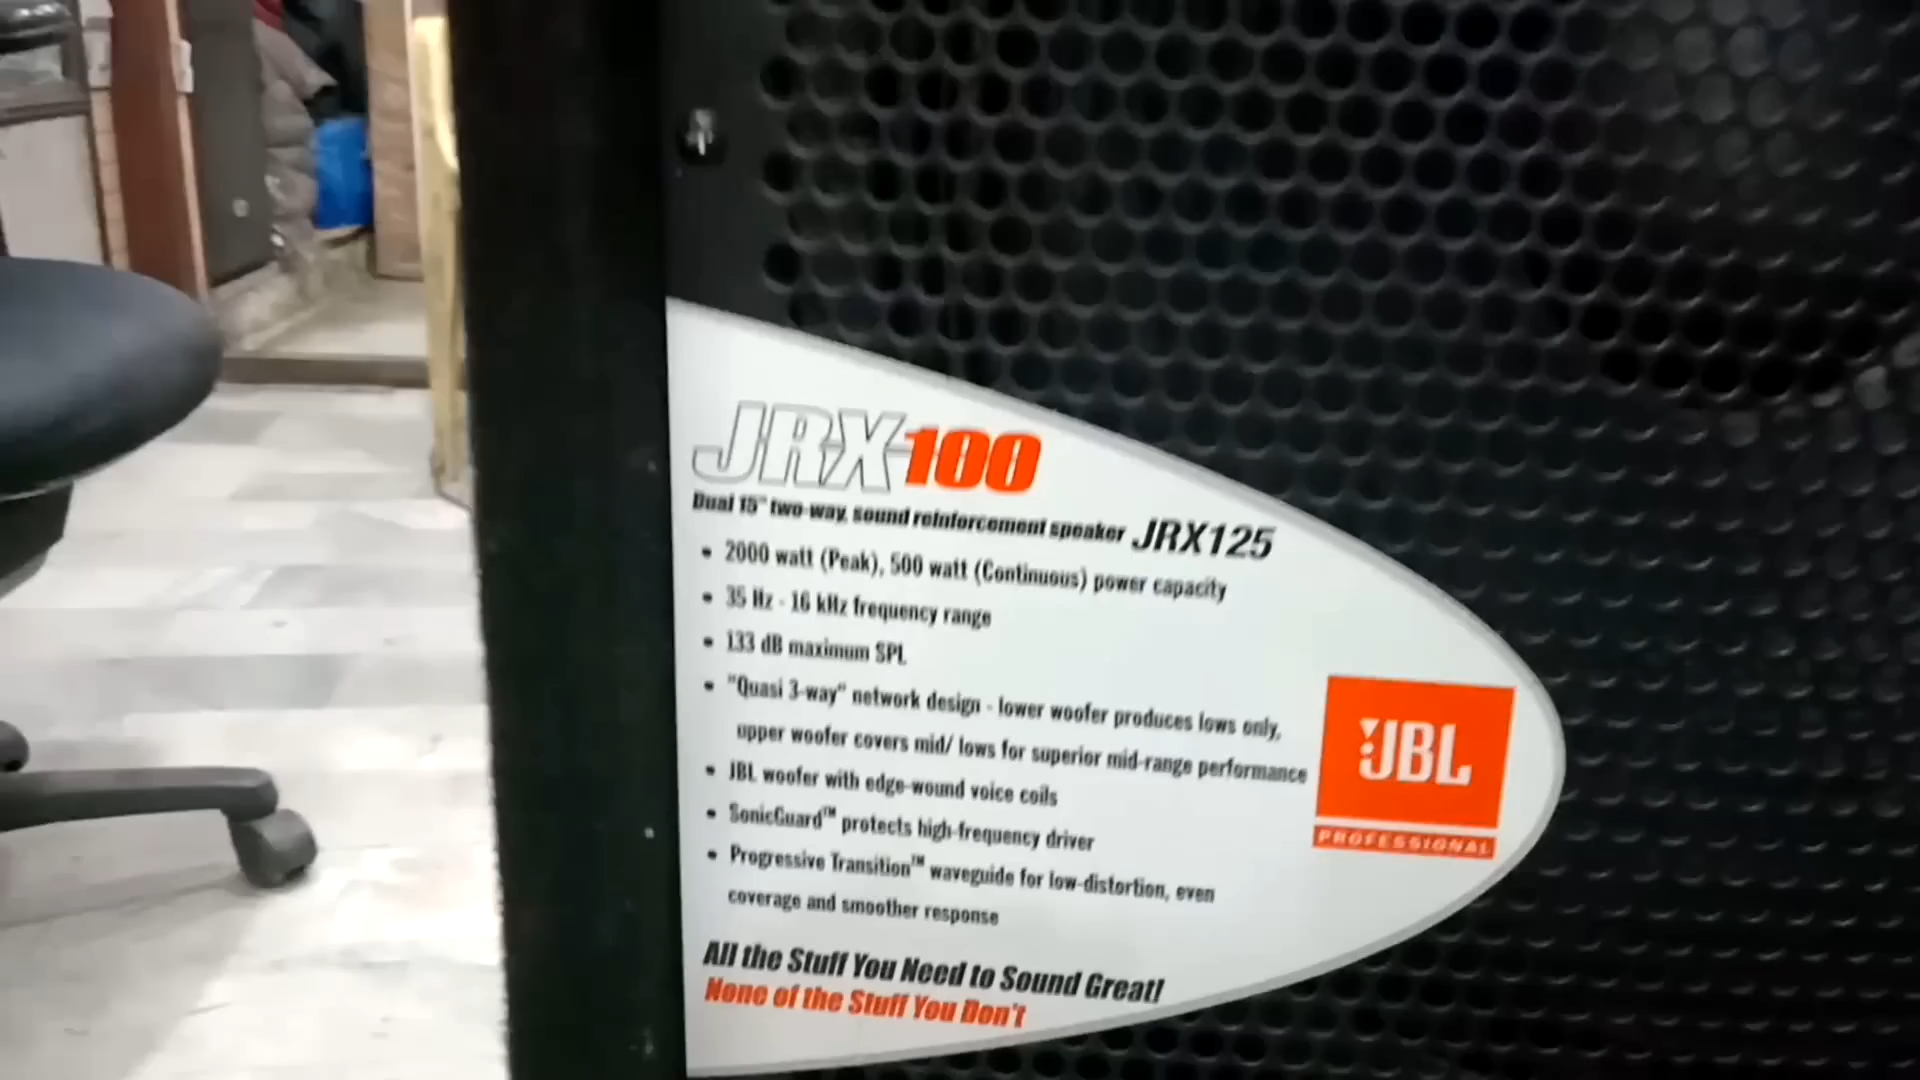 JRX100
Dual 15" two-way, sound reinforcement speaker JRX125
• 2000 watt (Peak), 500 watt (Continuous) power capacity
• 35 Hz - 16 kHz frequency range
• 133 dB maximum SPL
• "Quasi 3-way" network design - lower woofer produces lows only,
upper woofer covers mid/ lows for superior mid-range performance
• JBL woofer with edge-wound voice coils
• SonicGuard™ protects high-frequency driver
• Progressive Transition™ waveguide for low-distortion, even
coverage and smoother response
JBL
PROFESSIONAL
All the Stuff You Need to Sound Great!
None of the Stuff You Don't